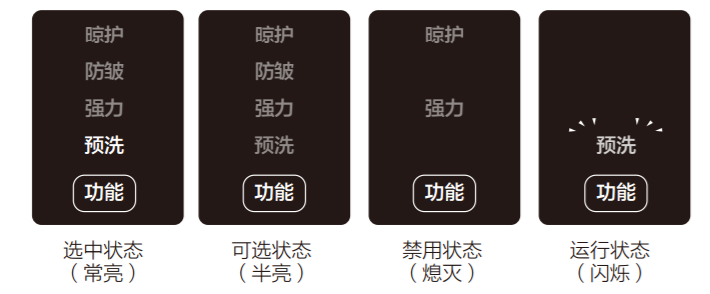 晾护
防皱
强力
预洗
功能
选中状态
（常亮）
晾护
防皱
强力
预洗
功能
可选状态
（半亮）
晾护
强力
功能
禁用状态
（熄灭）
预洗
功能
运行状态
（闪烁）